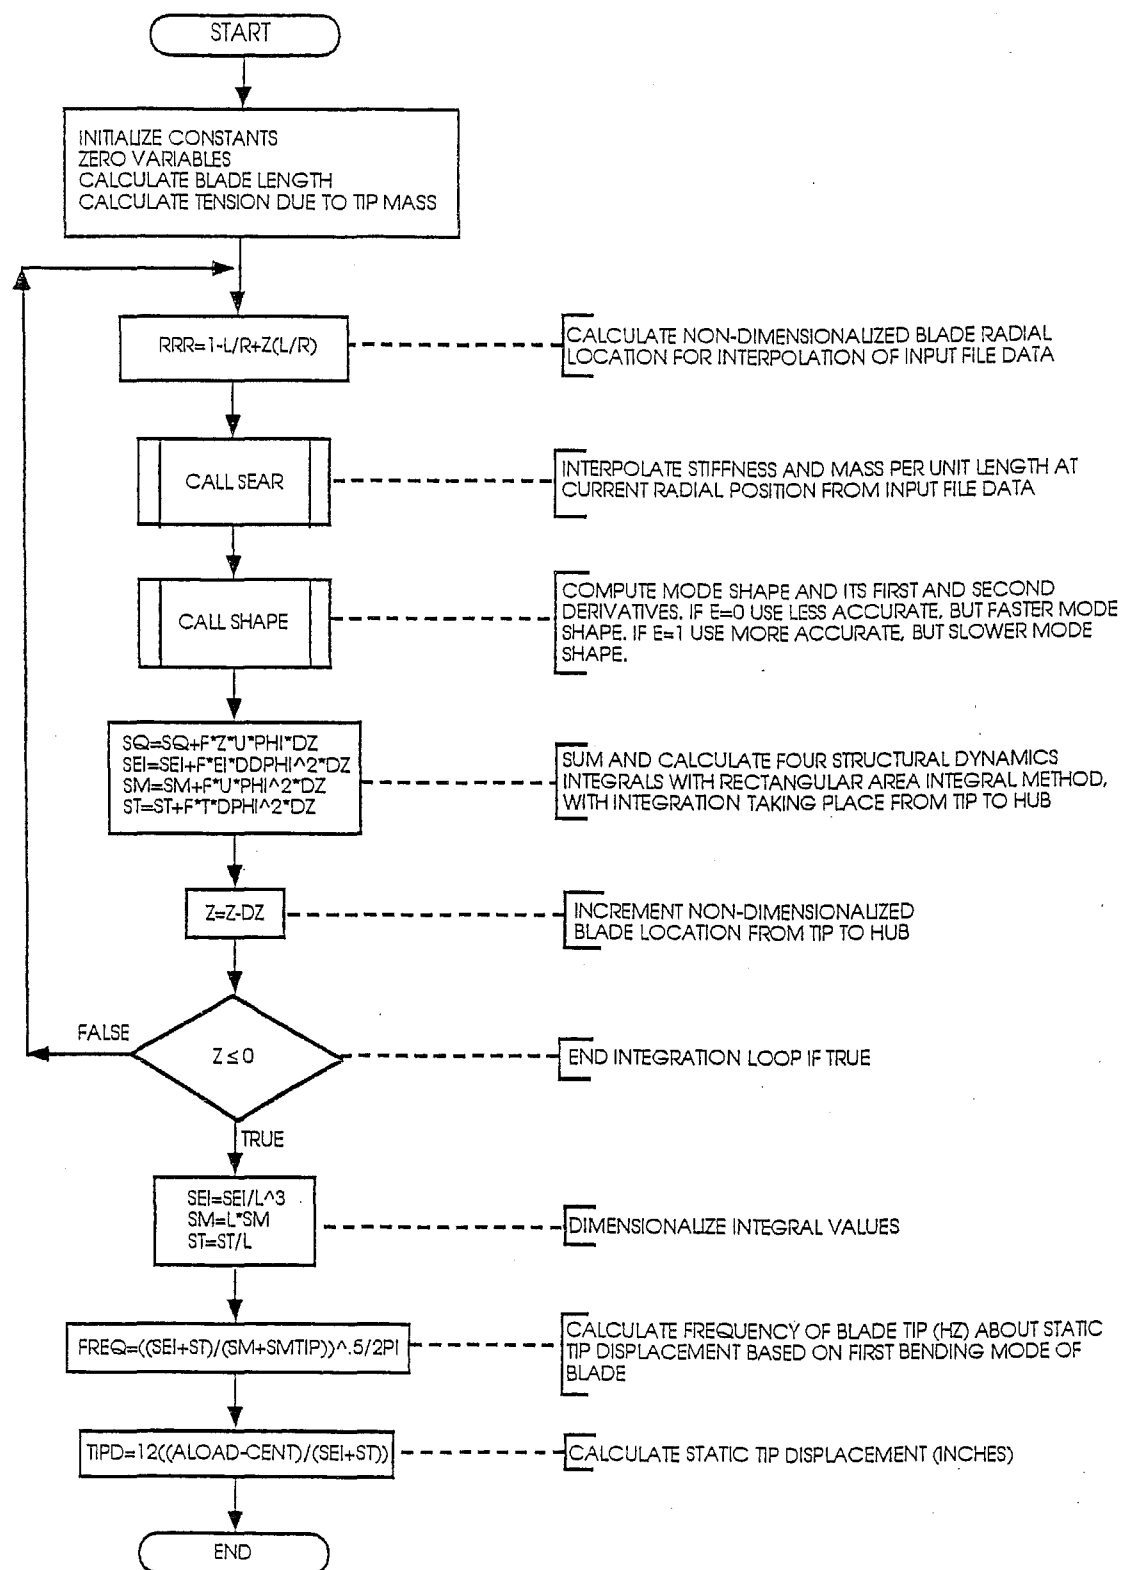 START
INITIALIZE CONSTANTS
ZERO VARIABLES
CALCULATE BLADE LENGTH
CALCULATE TENSION DUE TO TIP MASS
RRR=1-L/R+Z(L/R)
CALCULATE NON-DIMENSIONALIZED BLADE RADIAL
LOCATION FOR INTERPOLATION OF INPUT FILE DATA
CALL SEAR
INTERPOLATE STIFFNESS AND MASS PER UNIT LENGTH AT
CURRENT RADIAL POSITION FROM INPUT FILE DATA
CALL SHAPE
COMPUTE MODE SHAPE AND ITS FIRST AND SECOND
DERIVATIVES. IF E=0 USE LESS ACCURATE, BUT FASTER MODE
SHAPE. IF E=1 USE MORE ACCURATE, BUT SLOWER MODE
SHAPE.
SQ=SQ+F*Z*U*PHI*DZ
SEI=SEI+F*EI*DDPHI^2*DZ
SM=SM+F*U*PHI^2*DZ
ST=ST+F*T*DPHI^2*DZ
SUM AND CALCULATE FOUR STRUCTURAL DYNAMICS
INTEGRALS WITH RECTANGULAR AREA INTEGRAL METHOD,
WITH INTEGRATION TAKING PLACE FROM TIP TO HUB
Z=Z-DZ
INCREMENT NON-DIMENSIONALIZED
BLADE LOCATION FROM TIP TO HUB
FALSE
Z ≤ 0
END INTEGRATION LOOP IF TRUE
TRUE
SEI=SEI/L^3
SM=L*SM
ST=ST/L
DIMENSIONALIZE INTEGRAL VALUES
FREQ=((SEI+ST)/(SM+SMTIP))^.5/2PI
CALCULATE FREQUENCY OF BLADE TIP (HZ) ABOUT STATIC
TIP DISPLACEMENT BASED ON FIRST BENDING MODE OF
BLADE
TIPD=12((ALOAD-CENT)/(SEI+ST))
CALCULATE STATIC TIP DISPLACEMENT (INCHES)
END